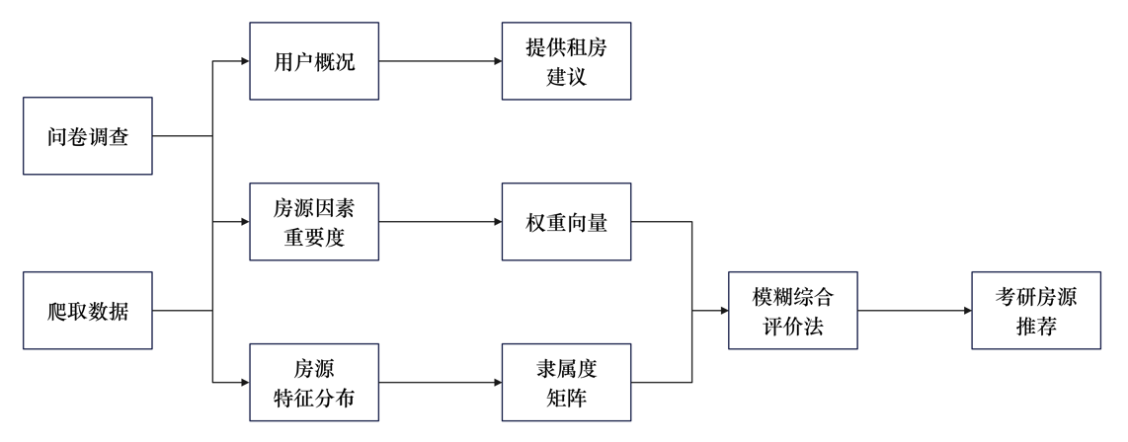 用户概况
提供租房
建议
问卷调查
房源因素
重要度
权重向量
爬取数据
模糊综合
评价法
考研房源
推荐
房源
特征分布
隶属度
矩阵